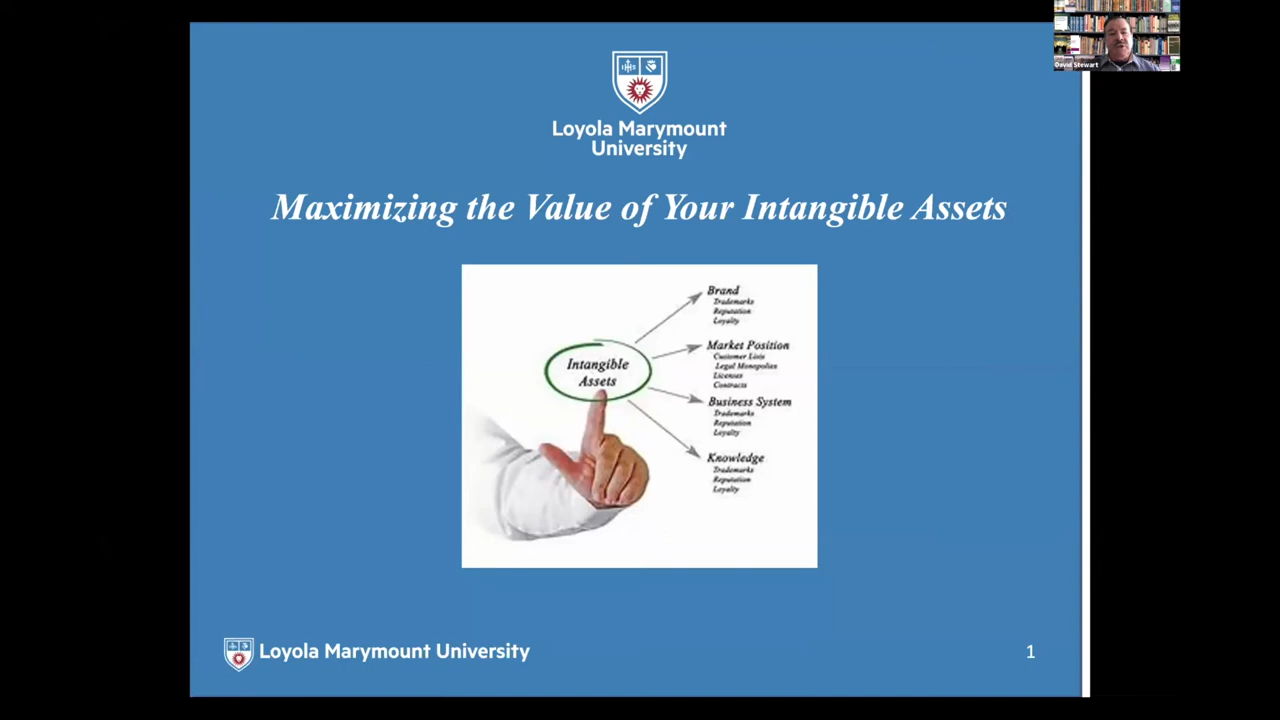 David Stewart
IHS
Loyola Marymount
University
Maximizing the Value of Your Intangible Assets
Intangible
Assets
Brand
Trademarks
Reputation
Loyalty
Market Position
Customer Lists
Legal Monopolies
Licenses
Contracts
Business System
Trademarks
Reputation
Loyalty
Knowledge
Trademarks
Reputation
Loyalty
Loyola Marymount University
1